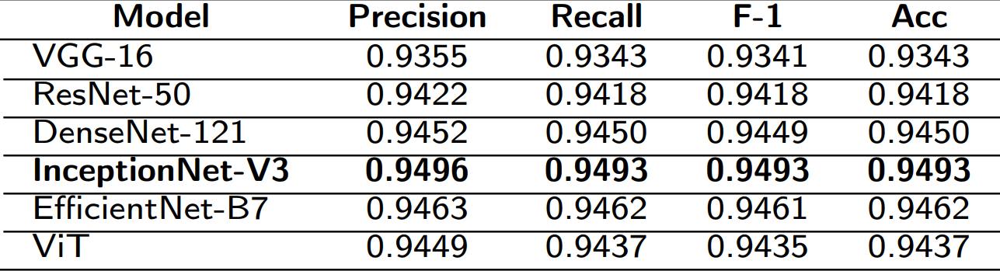 Model Precision Recall F-1 Acc
VGG-16 0.9355 0.9343 0.9341 0.9343
ResNet-50 0.9422 0.9418 0.9418 0.9418
DenseNet-121 0.9452 0.9450 0.9449 0.9450
InceptionNet-V3 0.9496 0.9493 0.9493 0.9493
EfficientNet-B7 0.9463 0.9462 0.9461 0.9462
ViT 0.9449 0.9437 0.9435 0.9437